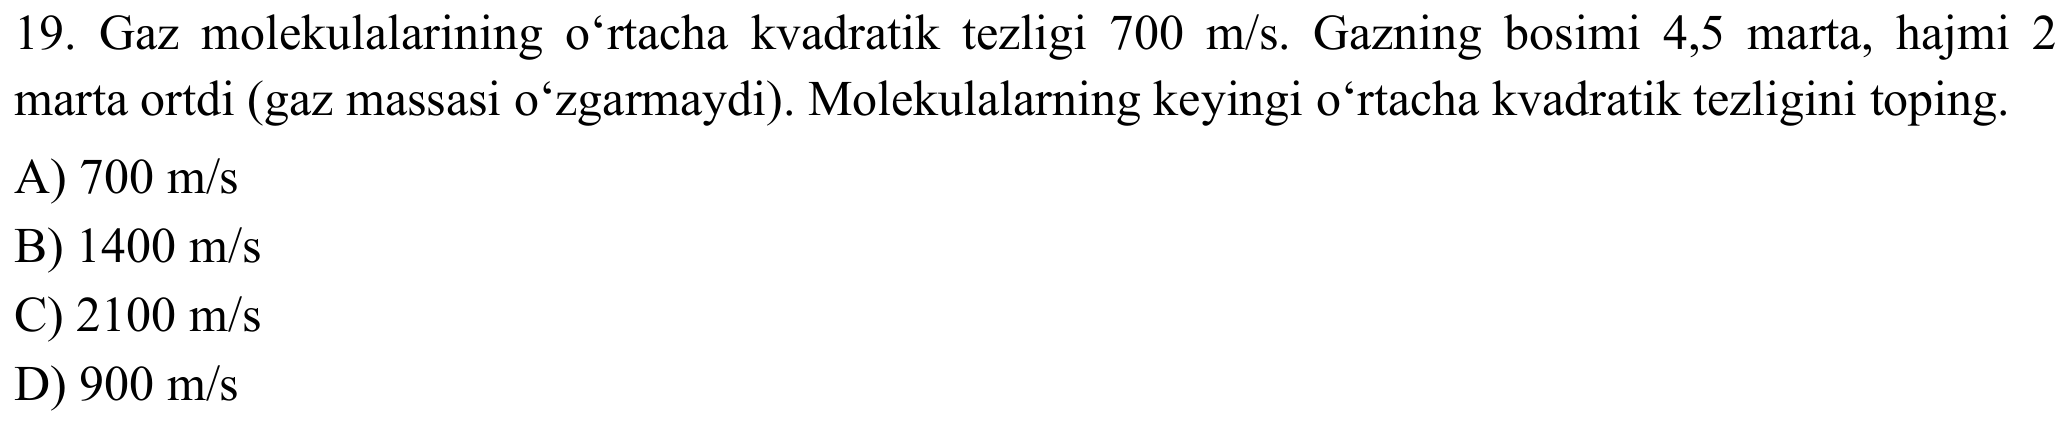 19. Gaz molekulalarining o‘rtacha kvadratik tezligi 700 m/s. Gazning bosimi 4,5 marta, hajmi 2
marta ortdi (gaz massasi o‘zgarmaydi). Molekulalarning keyingi o‘rtacha kvadratik tezligini toping.
A) 700 m/s
B) 1400 m/s
C) 2100 m/s
D) 900 m/s